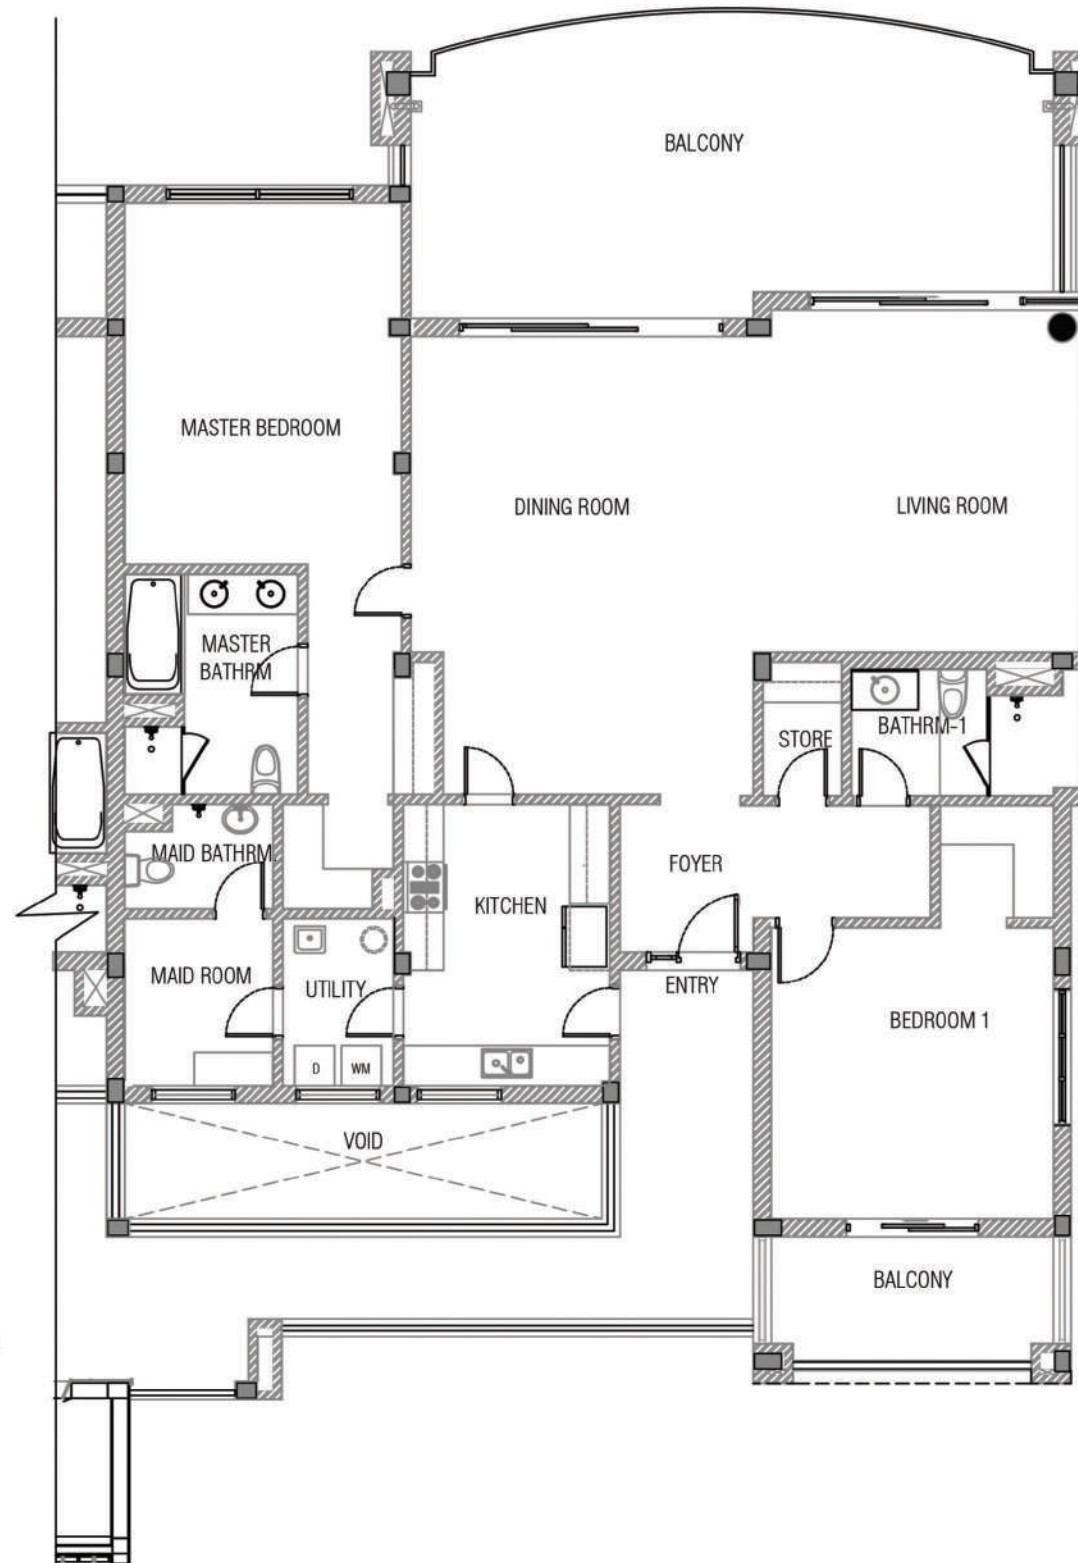 BALCONY
MASTER BEDROOM
DINING ROOM
LIVING ROOM
MASTER
BATHRM
BATHRM-1
STORE
MAID BATHRM.
FOYER
KITCHEN
MAID ROOM
UTILITY
ENTRY
BEDROOM 1
D
WM
VOID
BALCONY